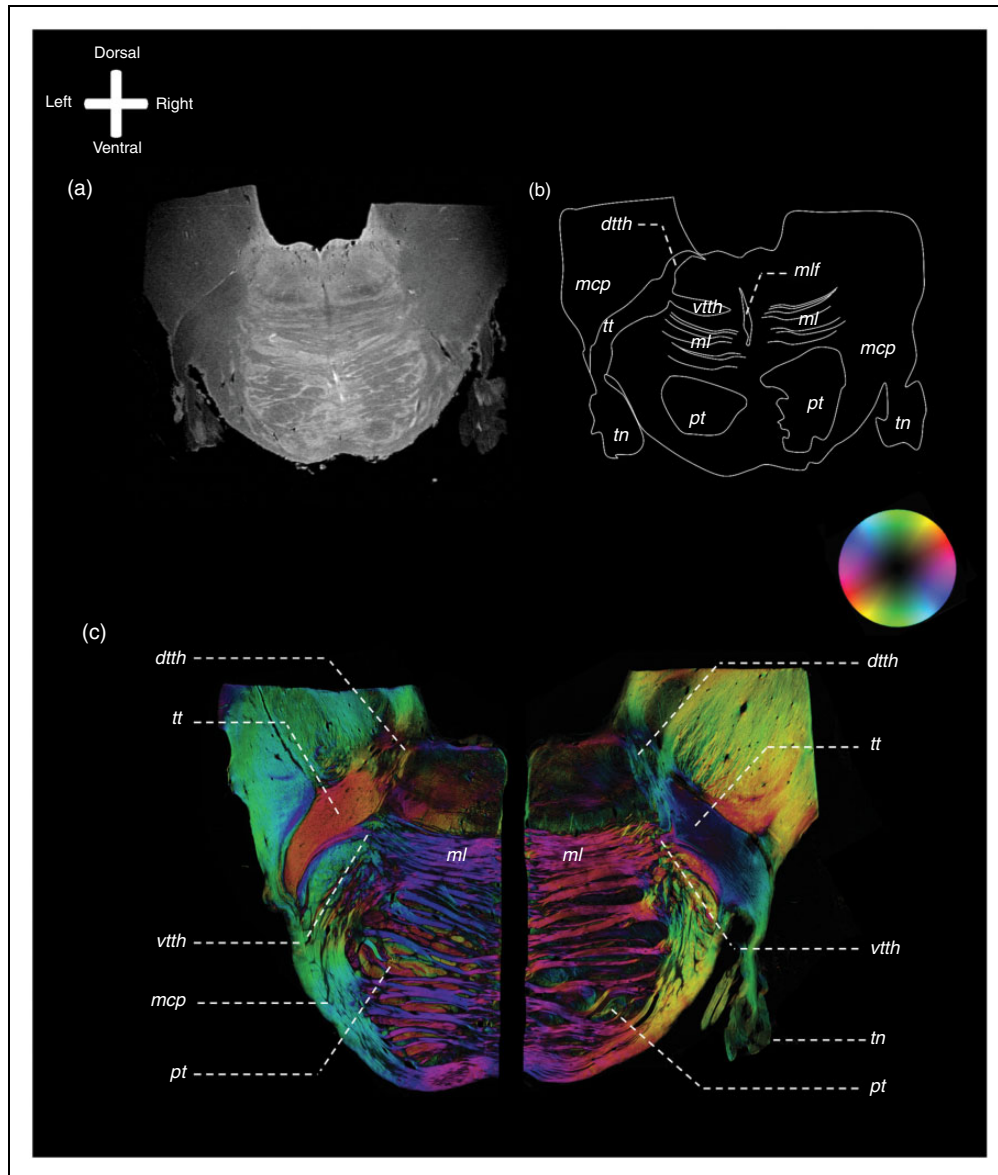 Dorsal
Left Right
Ventral
(a)
(b)
dtth
mlf
mcp
vtth
tt
ml
ml
mcp
pt
pt
tn
tn
(c)
dtth
dtth
tt
tt
ml
ml
vtth
vtth
mcp
tn
pt
pt